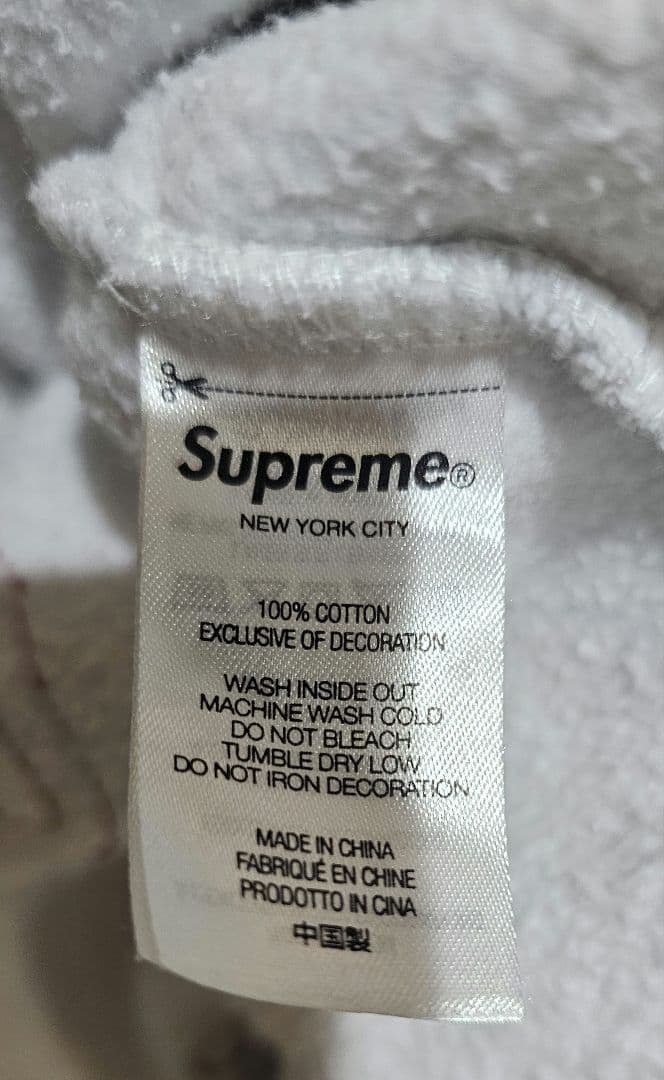 Supreme®
NEW YORK CITY
100% COTTON
EXCLUSIVE OF DECORATION
WASH INSIDE OUT
MACHINE WASH COLD
DO NOT BLEACH
TUMBLE DRY LOW
DO NOT IRON DECORATION
MADE IN CHINA
FABRIQUÉ EN CHINE
PRODOTTO IN CINA
中国製